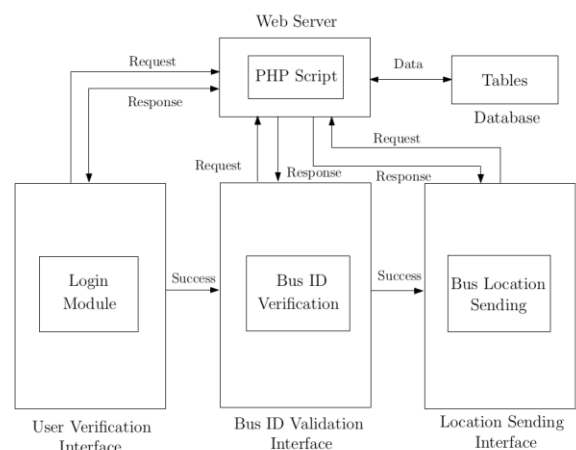 Web Server
Request
PHP Script
Data
Tables
Response
Database
Request
Request
Response
Response
Login
Module
Success
Bus ID
Verification
Success
Bus Location
Sending
User Verification
Interface
Bus ID Validation
Interface
Location Sending
Interface